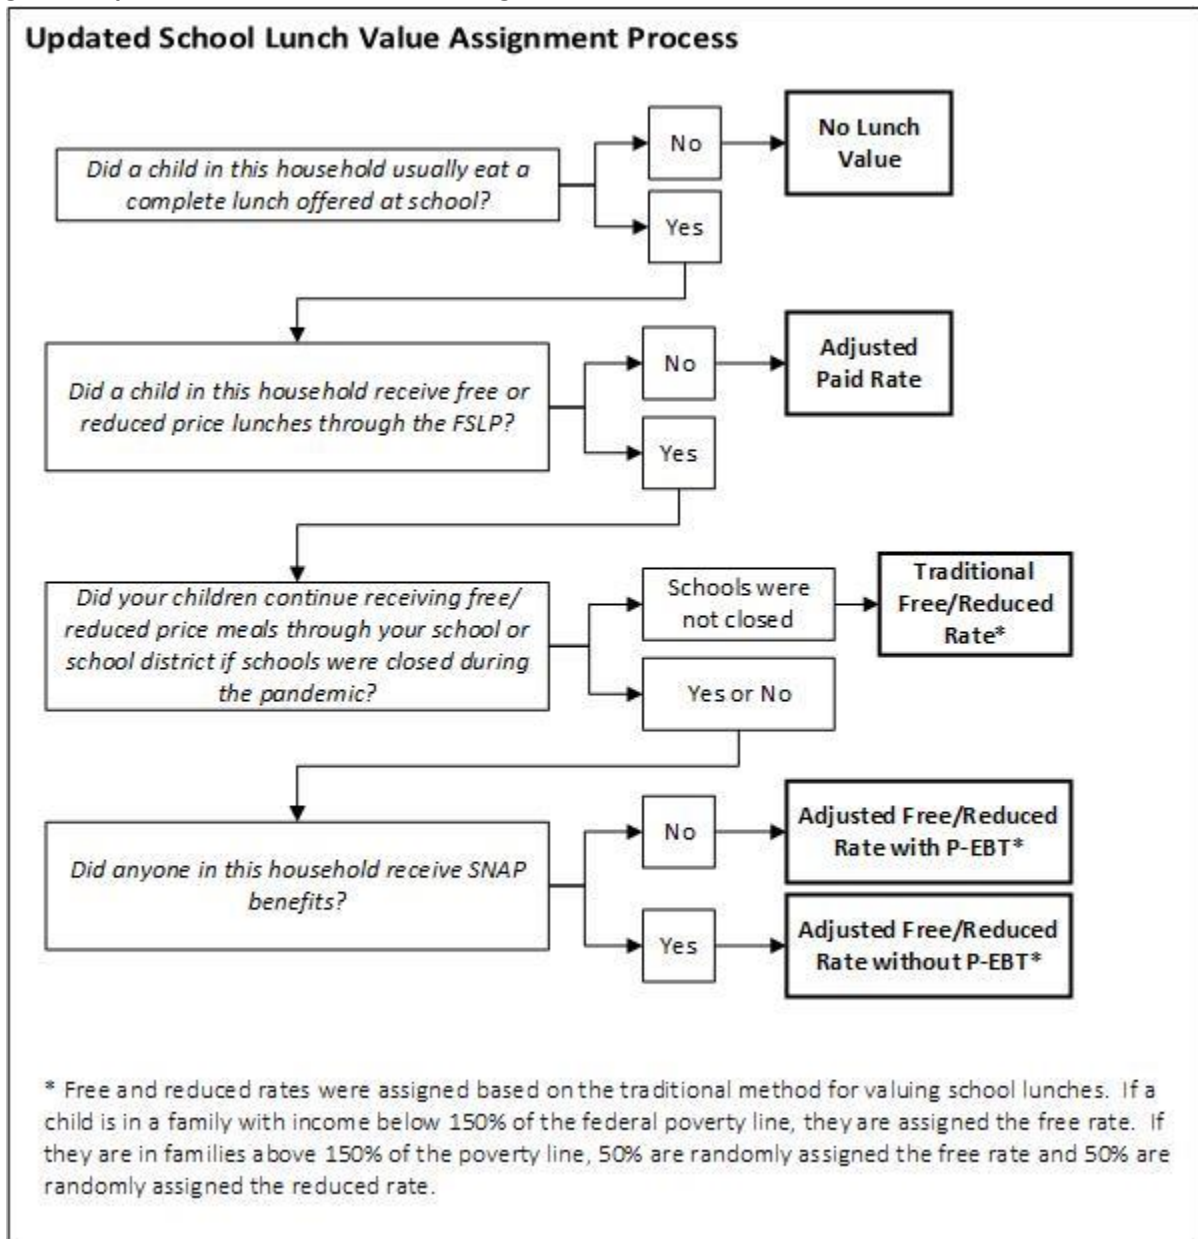 Updated School Lunch Value Assignment Process
Did a child in this household usually eat a
complete lunch offered at school?
No
No Lunch
Value
Yes
Did a child in this household receive free or
reduced price lunches through the FSLP?
No
Adjusted
Paid Rate
Yes
Did your children continue receiving free/
reduced price meals through your school or
school district if schools were closed during
the pandemic?
Schools were
not closed
Traditional
Free/Reduced
Rate*
Yes or No
Did anyone in this household receive SNAP
benefits?
No
Adjusted Free/Reduced
Rate with P-EBT*
Yes
Adjusted Free/Reduced
Rate without P-EBT*
* Free and reduced rates were assigned based on the traditional method for valuing school lunches. If a
child is in a family with income below 150% of the federal poverty line, they are assigned the free rate. If
they are in families above 150% of the poverty line, 50% are randomly assigned the free rate and 50% are
randomly assigned the reduced rate.